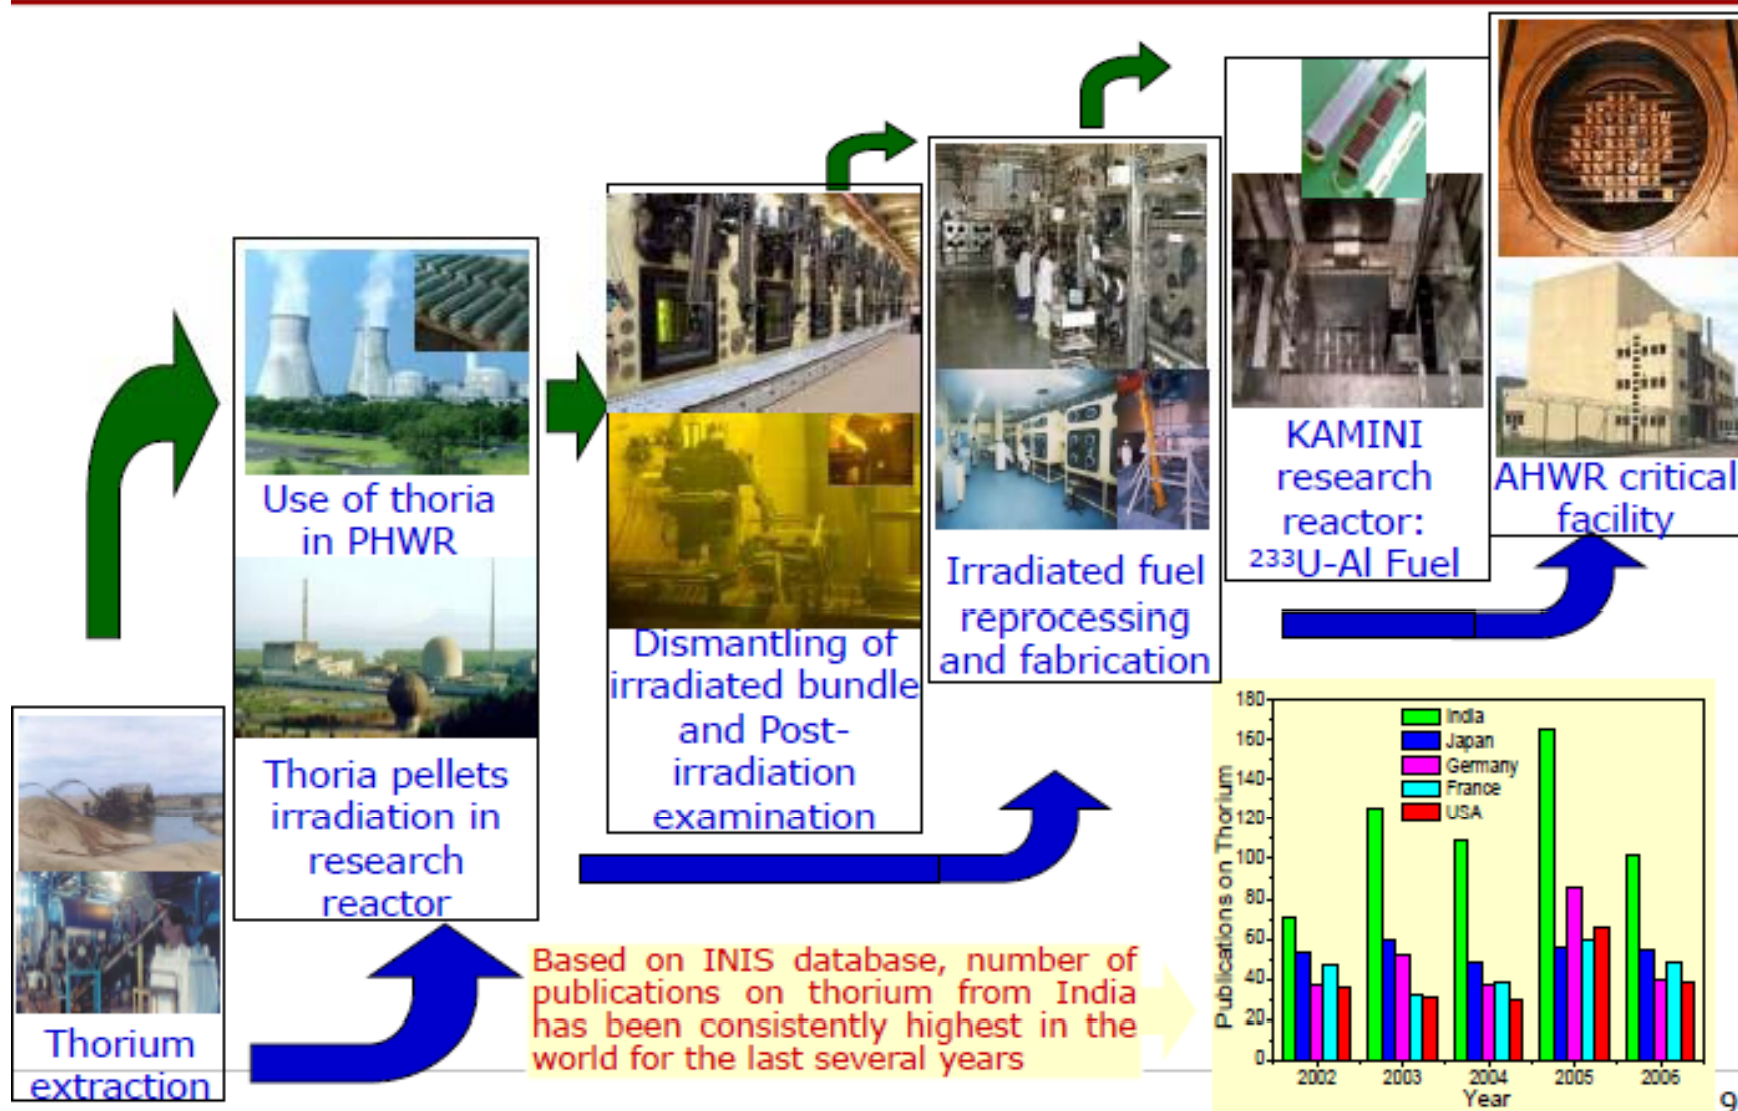 Thorium
extraction
Use of thoria
in PHWR
Thoria pellets
irradiation in
research
reactor
Dismantling of
irradiated bundle
and Post-
irradiation
examination
Irradiated fuel
reprocessing
and fabrication
KAMINI
research
reactor:
²³³U-Al Fuel
AHWR critical
facility
Based on INIS database, number of
publications on thorium from India
has been consistently highest in the
world for the last several years
Publications on Thorium
180
160
140
120
100
80
60
40
20
0
India
Japan
Germany
France
USA
2002 2003 2004 2005 2006
Year
9